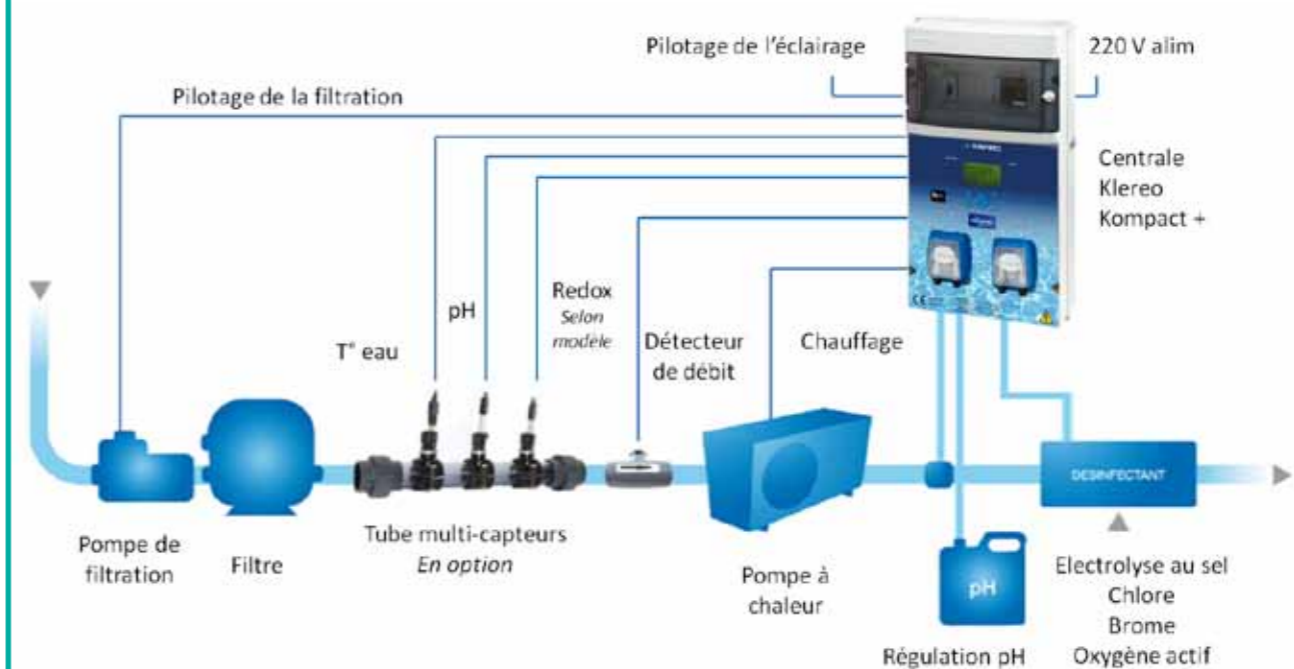 Pilotage de l'éclairage
220 V alim
Pilotage de la filtration
Centrale
Klereo
Kompact +
T° eau
pH
Redox
Selon
modèle
Détecteur
de débit
Chauffage
DESINFECTANT
Pompe de
filtration
Filtre
Tube multi-capteurs
En option
Pompe à
chaleur
pH
Régulation pH
Electrolyse au sel
Chlore
Brome
Oxygène actif